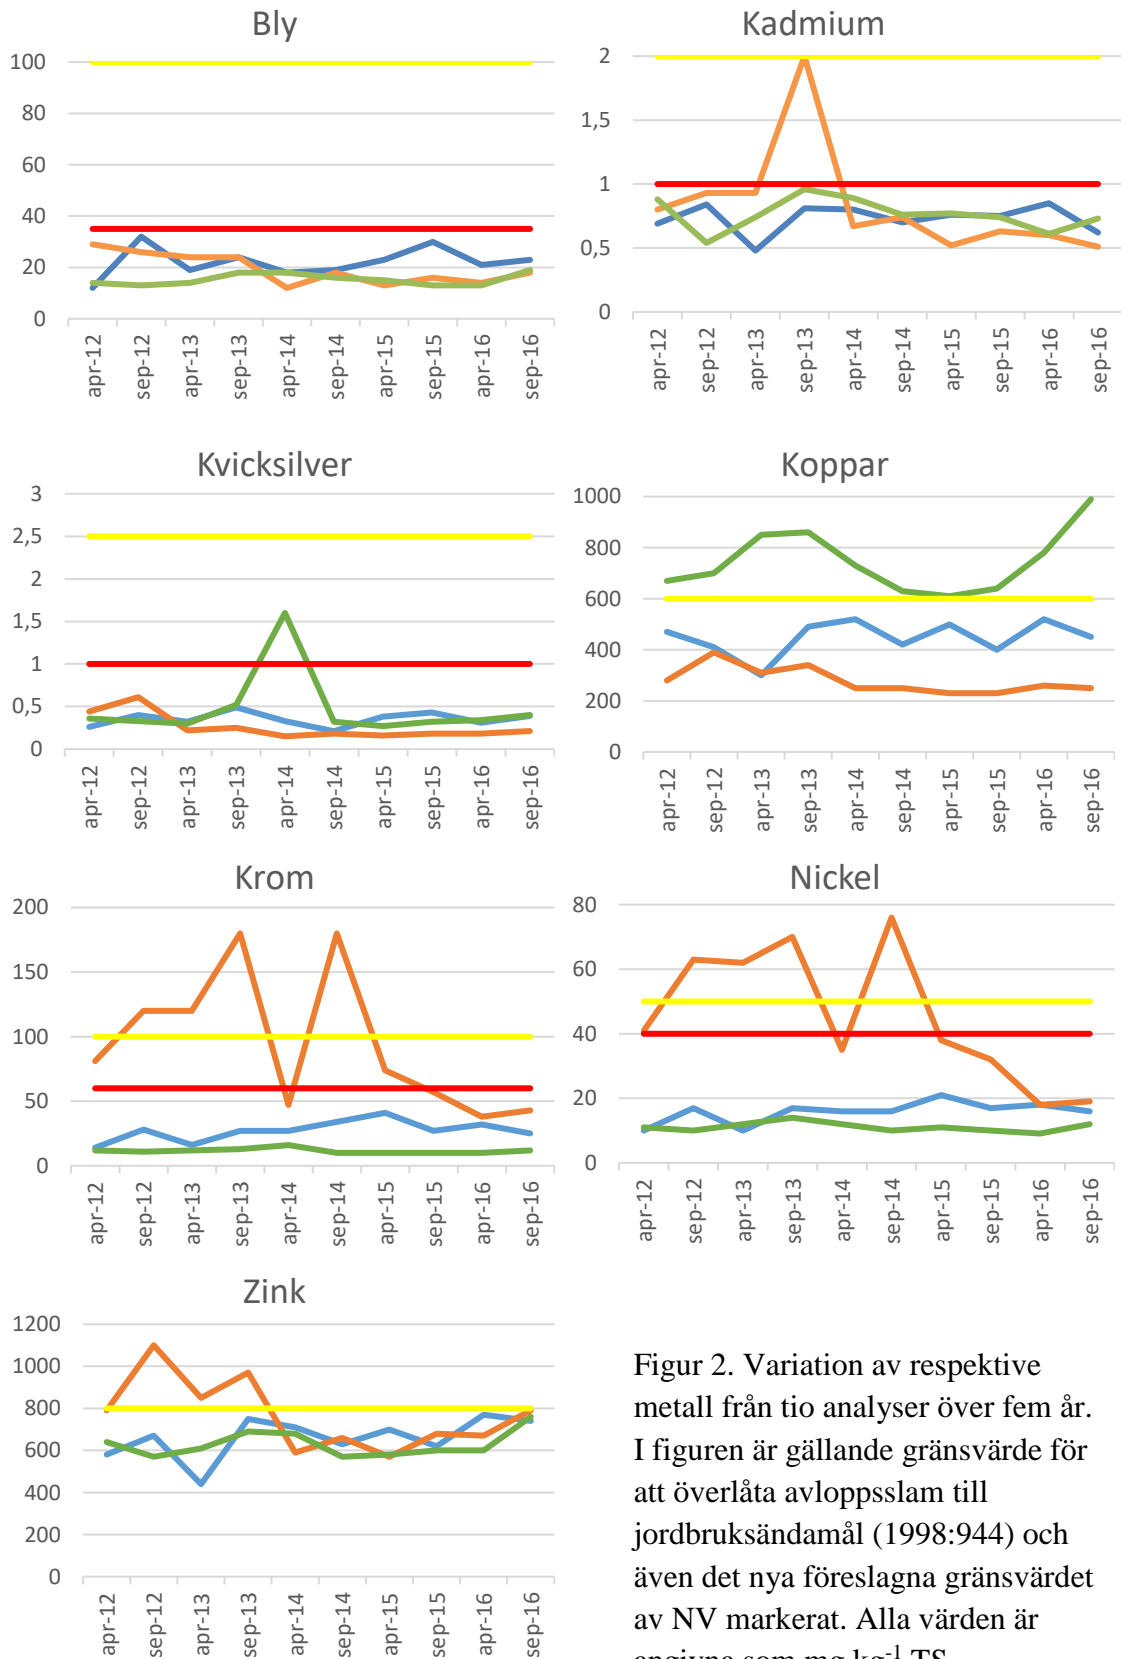 Bly
100
80
60
40
20
0
apr-12 sep-12 apr-13 sep-13 apr-14 sep-14 apr-15 sep-15 apr-16 sep-16
Kadmium
2
1,5
1
0,5
0
apr-12 sep-12 apr-13 sep-13 apr-14 sep-14 apr-15 sep-15 apr-16 sep-16
Kvicksilver
3
2,5
2
1,5
1
0,5
0
apr-12 sep-12 apr-13 sep-13 apr-14 sep-14 apr-15 sep-15 apr-16 sep-16
Koppar
1000
800
600
400
200
0
apr-12 sep-12 apr-13 sep-13 apr-14 sep-14 apr-15 sep-15 apr-16 sep-16
Krom
200
150
100
50
0
apr-12 sep-12 apr-13 sep-13 apr-14 sep-14 apr-15 sep-15 apr-16 sep-16
Nickel
80
60
40
20
0
apr-12 sep-12 apr-13 sep-13 apr-14 sep-14 apr-15 sep-15 apr-16 sep-16
Zink
1200
1000
800
600
400
200
0
apr-12 sep-12 apr-13 sep-13 apr-14 sep-14 apr-15 sep-15 apr-16 sep-16
Figur 2. Variation av respektive
metall från tio analyser över fem år.
I figuren är gällande gränsvärde för
att överlåta avloppsslam till
jordbruksändamål (1998:944) och
även det nya föreslagna gränsvärdet
av NV markerat. Alla värden är
angivna som mg kg⁻¹ TS